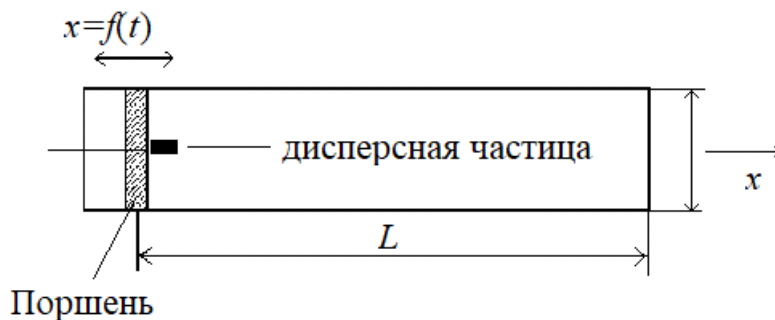 x=f(t)
дисперсная частица
x
L
Поршень